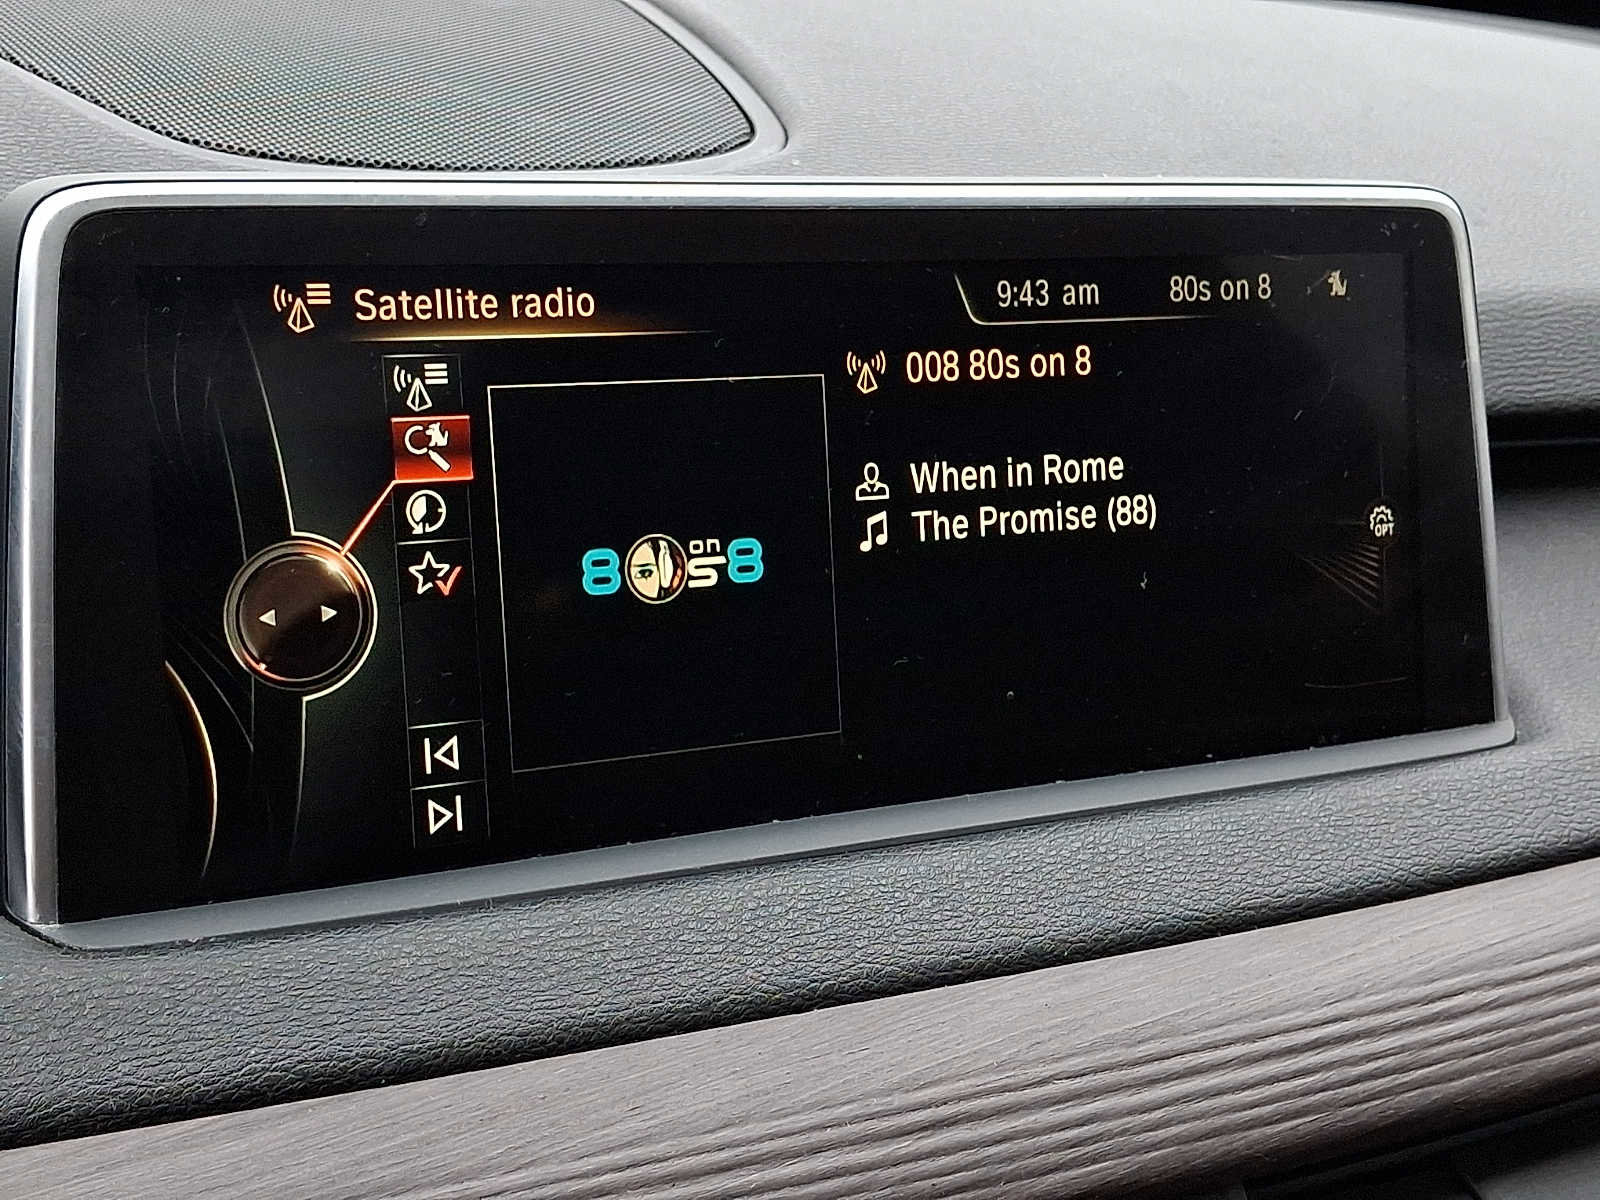 Satellite radio
9:43 am
80s on 8
008 80s on 8
When in Rome
The Promise (88)
8 on s 8
OPT